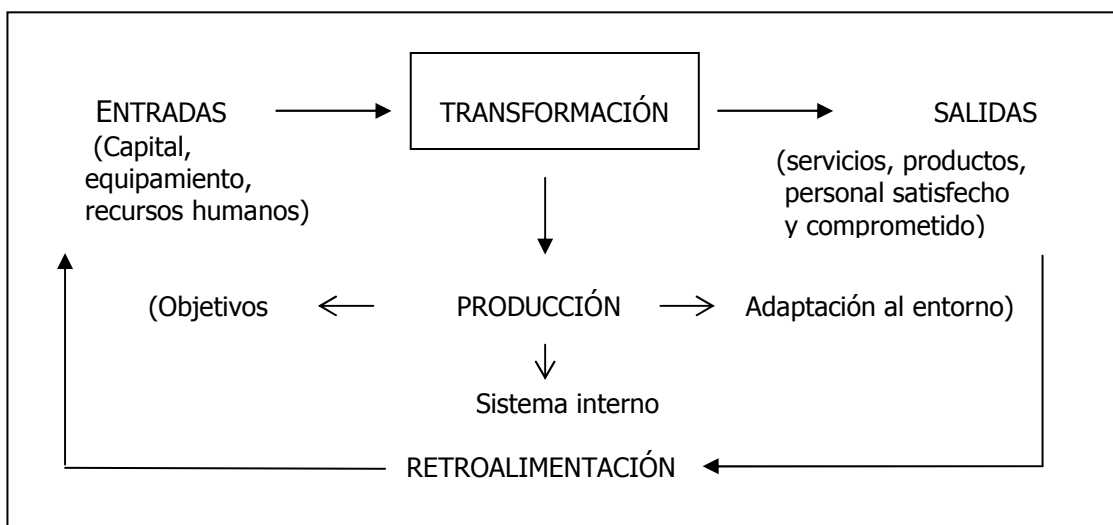 ENTRADAS
(Capital,
equipamiento,
recursos humanos)
TRANSFORMACIÓN
SALIDAS
(servicios, productos,
personal satisfecho
y comprometido)
(Objetivos
PRODUCCIÓN
Adaptación al entorno)
Sistema interno
RETROALIMENTACIÓN